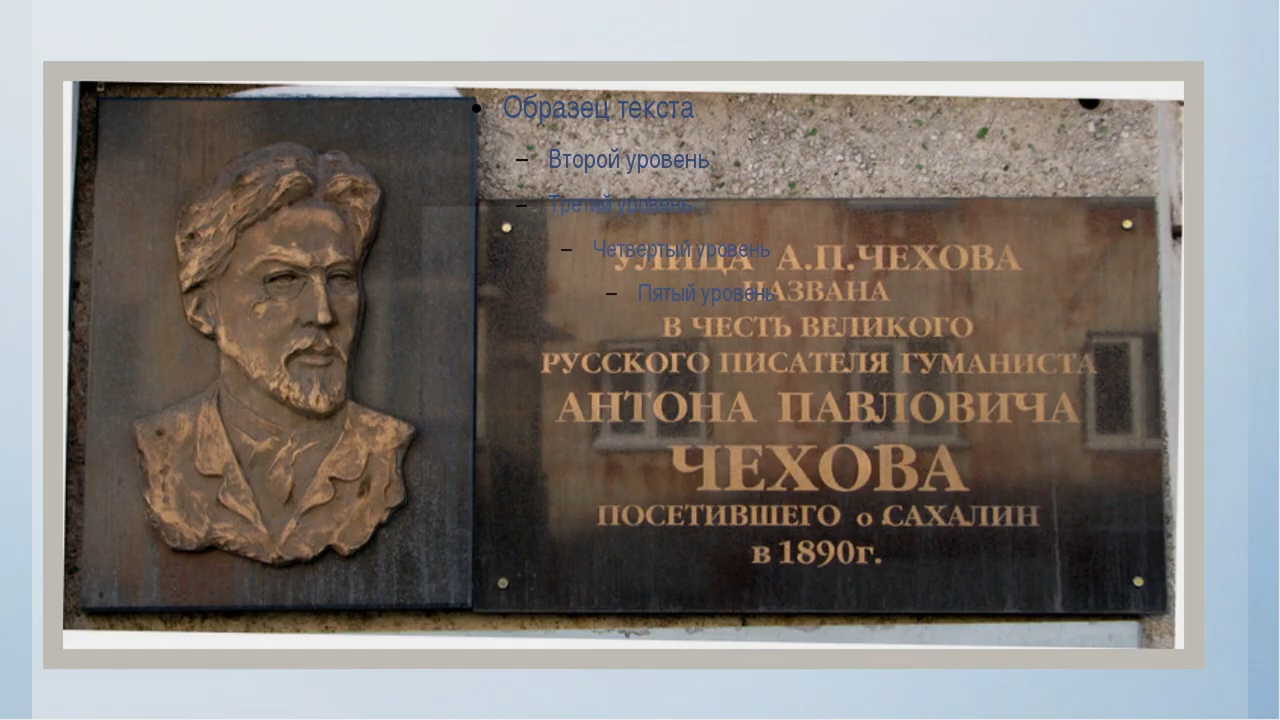 Образец текста
Второй уровень
Третий уровень
Четвертый уровень
Пятый уровень
УЛИЦА А.П.ЧЕХОВА
НАЗВАНА
В ЧЕСТЬ ВЕЛИКОГО
РУССКОГО ПИСАТЕЛЯ ГУМАНИСТА
АНТОНА ПАВЛОВИЧА
ЧЕХОВА
ПОСЕТИВШЕГО о.САХАЛИН
в 1890г.